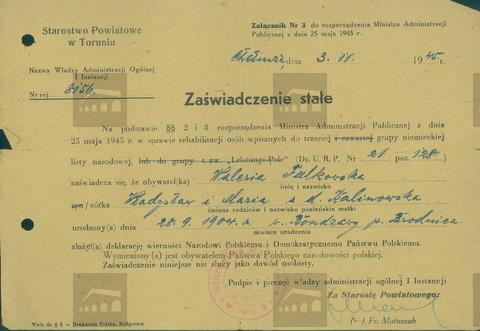 Załącznik Nr 3 do rozporządzenia Ministra Administracji
Publicznej z dnia 25 maja 1945 r.
Starostwo Powiatowe
w Toruniu
Chełmża, dnia 3. 11. 1945 r.
Nazwa Władzy Administracji Ogólnej
I Instancji
Nr rej. 8956.
Zaświadczenie stałe
Na podstawie §§ 2 i 8 rozporządzenia Ministra Administracji Publicznej z dnia
25 maja 1945 r. w sprawie rehabilitacji osób wpisanych do trzeciej i czwartej grupy niemieckiej
listy narodowej, lub do grupy t. zw. „Leistungs-Pole" (Dz. U. R. P. Nr 21 poz. 128)
zaświadcza się, że obywatel(ka) Waleria Falkowska
imię i nazwisko
syn / córka Władysław i Maria z d. Kalinowska
imiona rodziców i nazwisko panieńskie matki
urodzony(a) dnia 28. 9. 1904 r. w p. Brodnica
miejsce urodzenia
złożył(a) deklarację wierności Narodowi Polskiemu i Demokratycznemu Państwu Polskiemu.
Wymieniony(a) jest obywatelem Państwa Polskiego narodowości polskiej.
Zaświadczenie niniejsze nie służy jako dowód osobisty.
Podpis i pieczęć władzy administracji ogólnej I Instancji
Za Starostę Powiatowego:
(-) Fr. Matuszak
Wzór do § 8 – Drukarnia Polska, Bydgoszcz